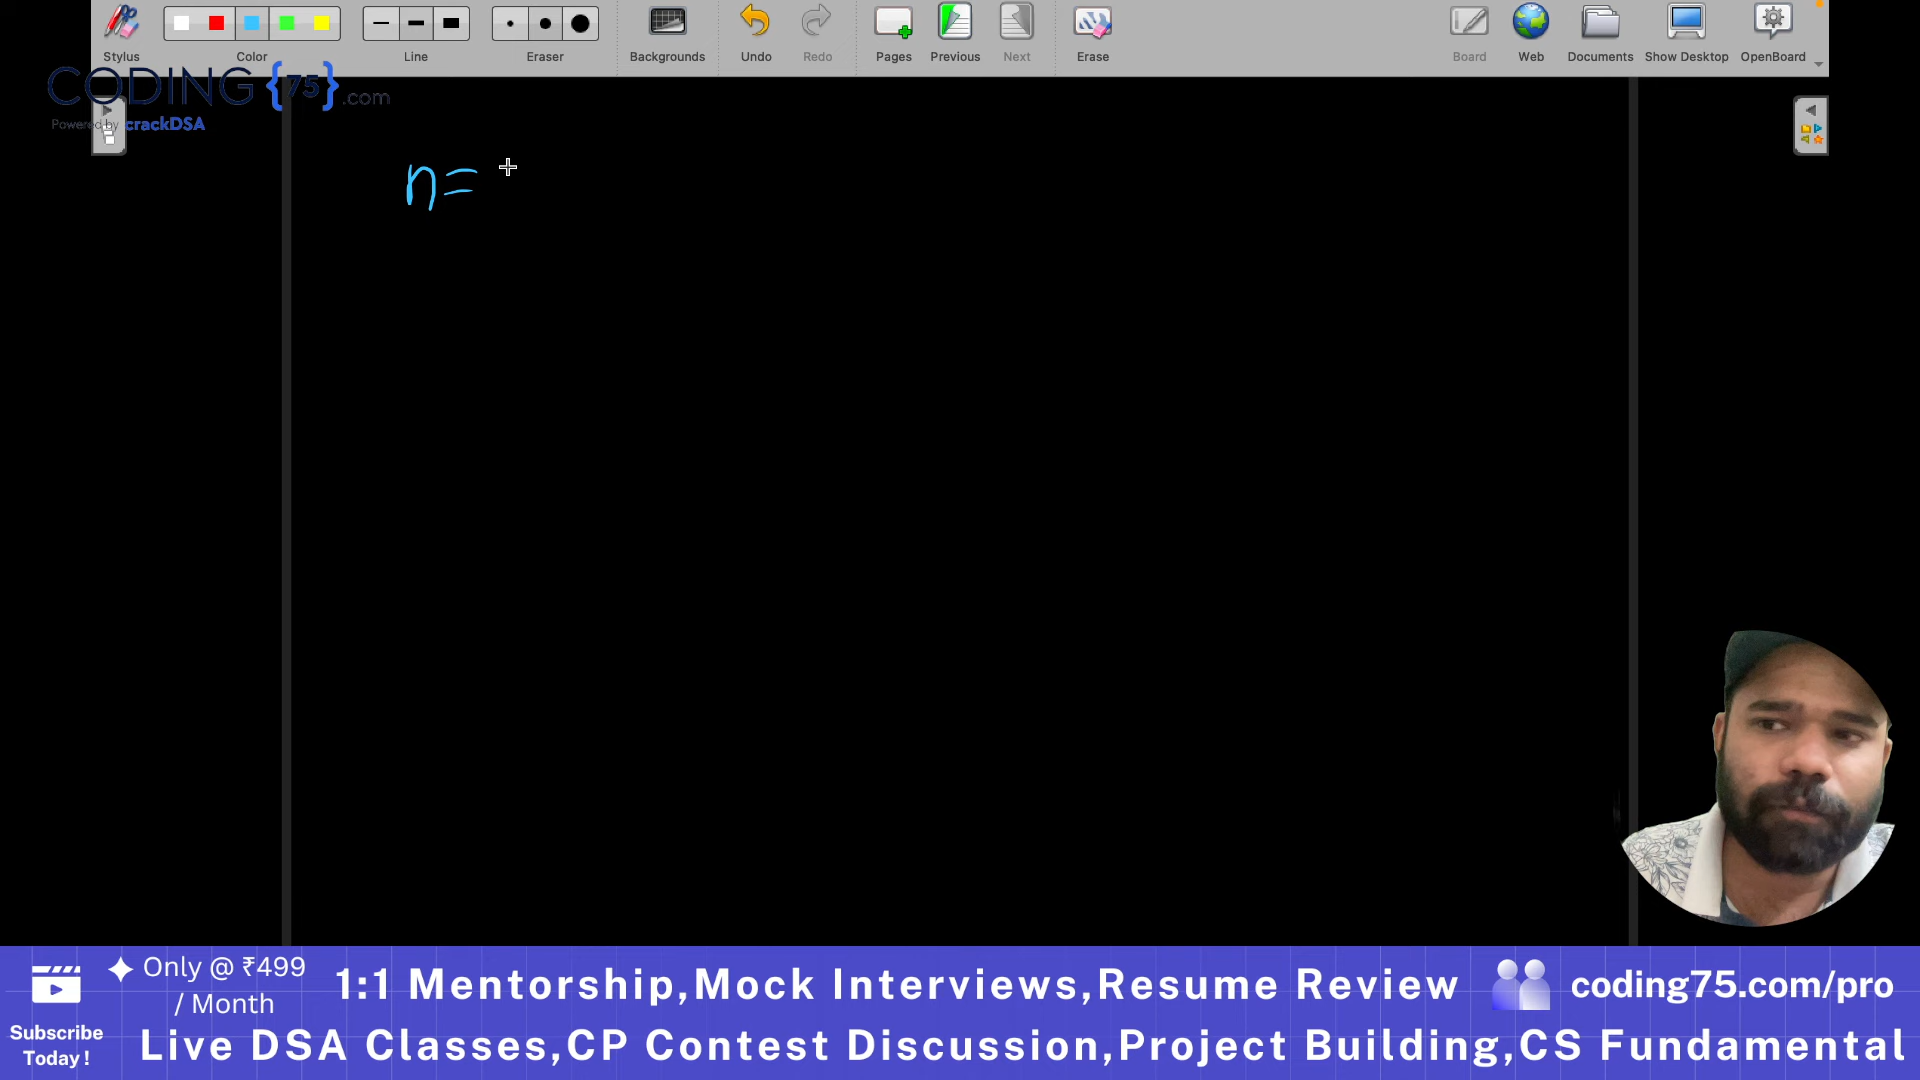 Stylus
Color
Line
Eraser
Backgrounds
Undo
Redo
Pages
Previous
Next
Erase
Board
Web
Documents
Show Desktop
OpenBoard
CODING {75} .com
Powered by crackDSA
n=
Subscribe Today !
Only @ ₹499 / Month
1:1 Mentorship,Mock Interviews,Resume Review
coding75.com/pro
Live DSA Classes,CP Contest Discussion,Project Building,CS Fundamental